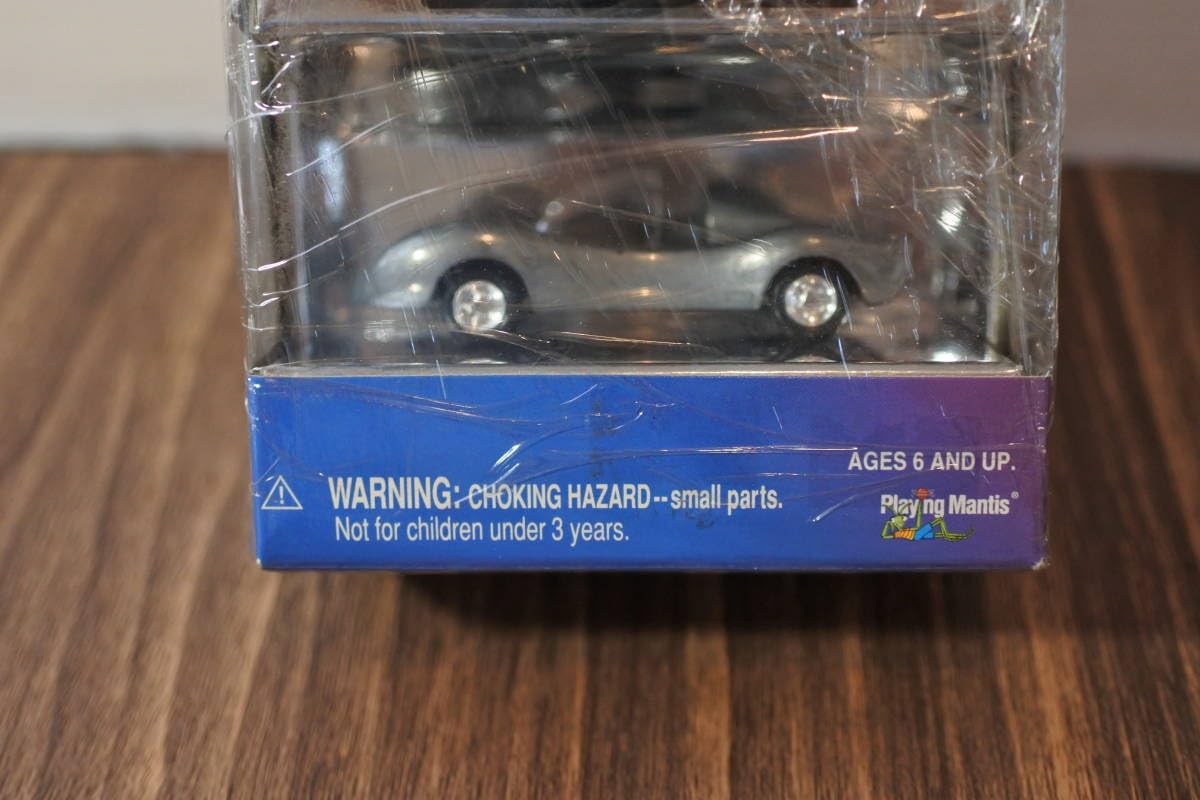 AGES 6 AND UP.
WARNING: CHOKING HAZARD--small parts.
Not for children under 3 years.
Playing Mantis®